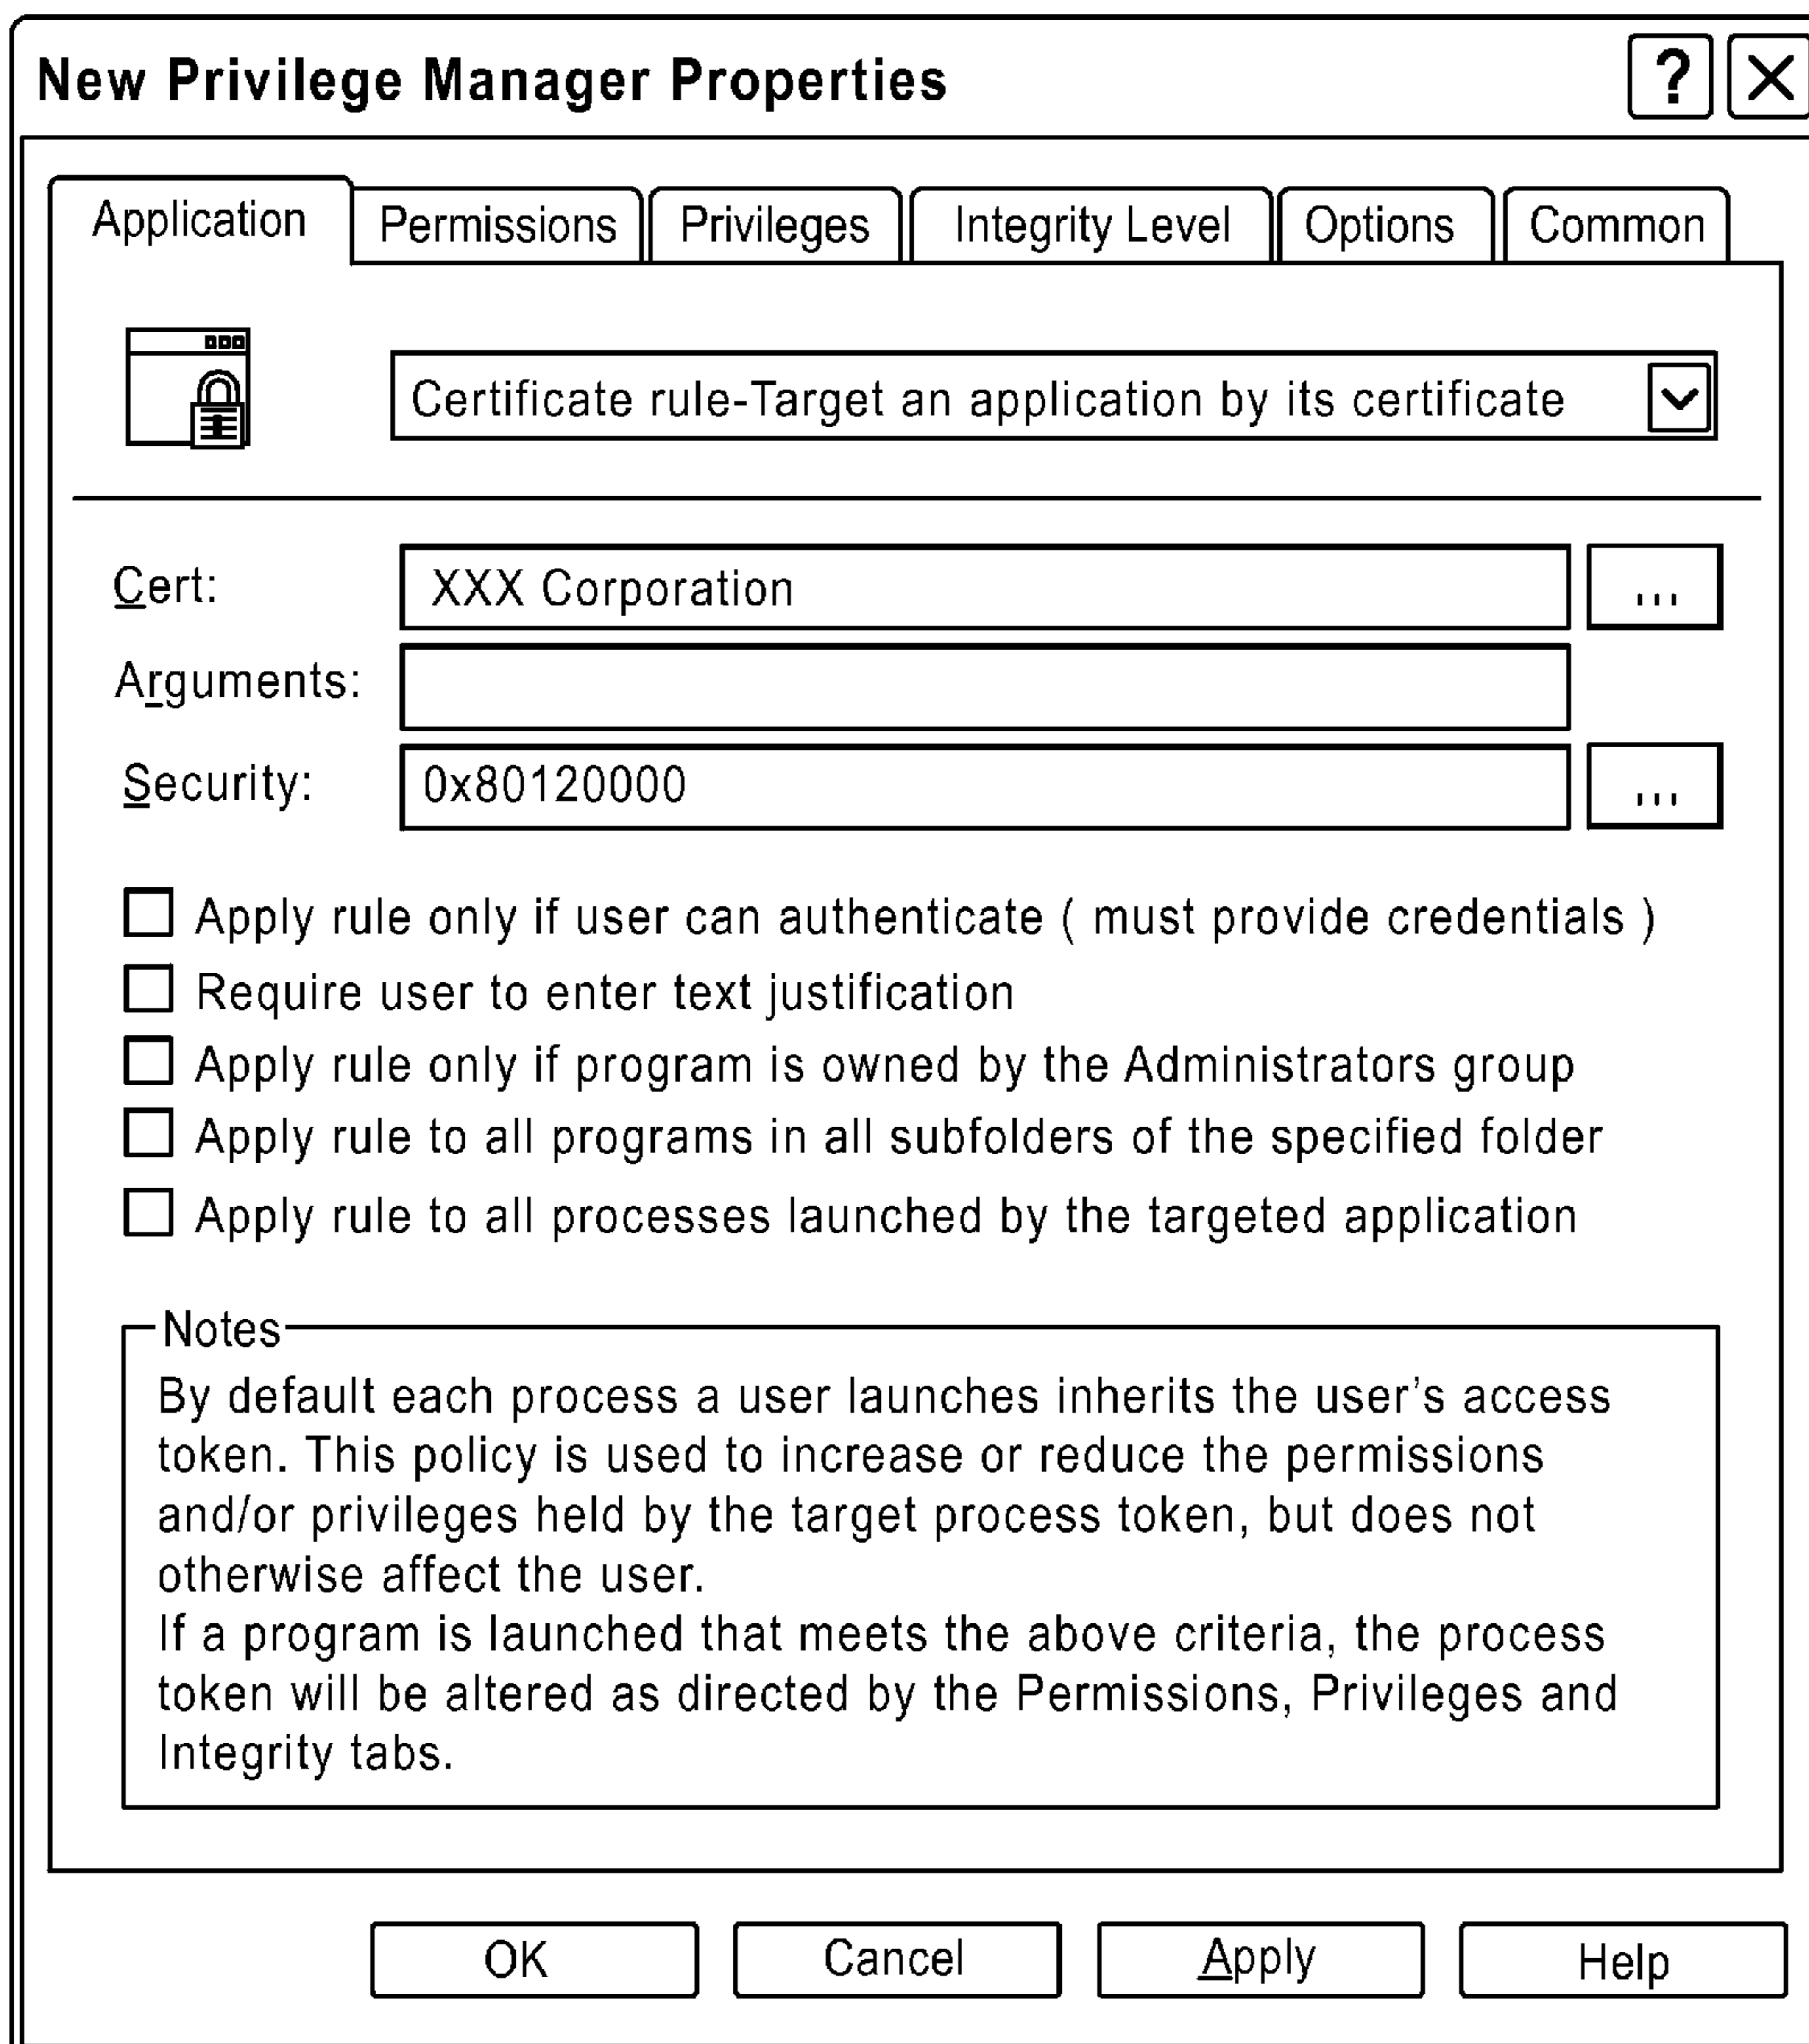 New Privilege Manager Properties ? X
Application Permissions Privileges Integrity Level Options Common
Certificate rule-Target an application by its certificate
Cert: XXX Corporation ...
Arguments:
Security: 0x80120000 ...
Apply rule only if user can authenticate ( must provide credentials )
Require user to enter text justification
Apply rule only if program is owned by the Administrators group
Apply rule to all programs in all subfolders of the specified folder
Apply rule to all processes launched by the targeted application
Notes
By default each process a user launches inherits the user's access
token. This policy is used to increase or reduce the permissions
and/or privileges held by the target process token, but does not
otherwise affect the user.
If a program is launched that meets the above criteria, the process
token will be altered as directed by the Permissions, Privileges and
Integrity tabs.
OK Cancel Apply Help